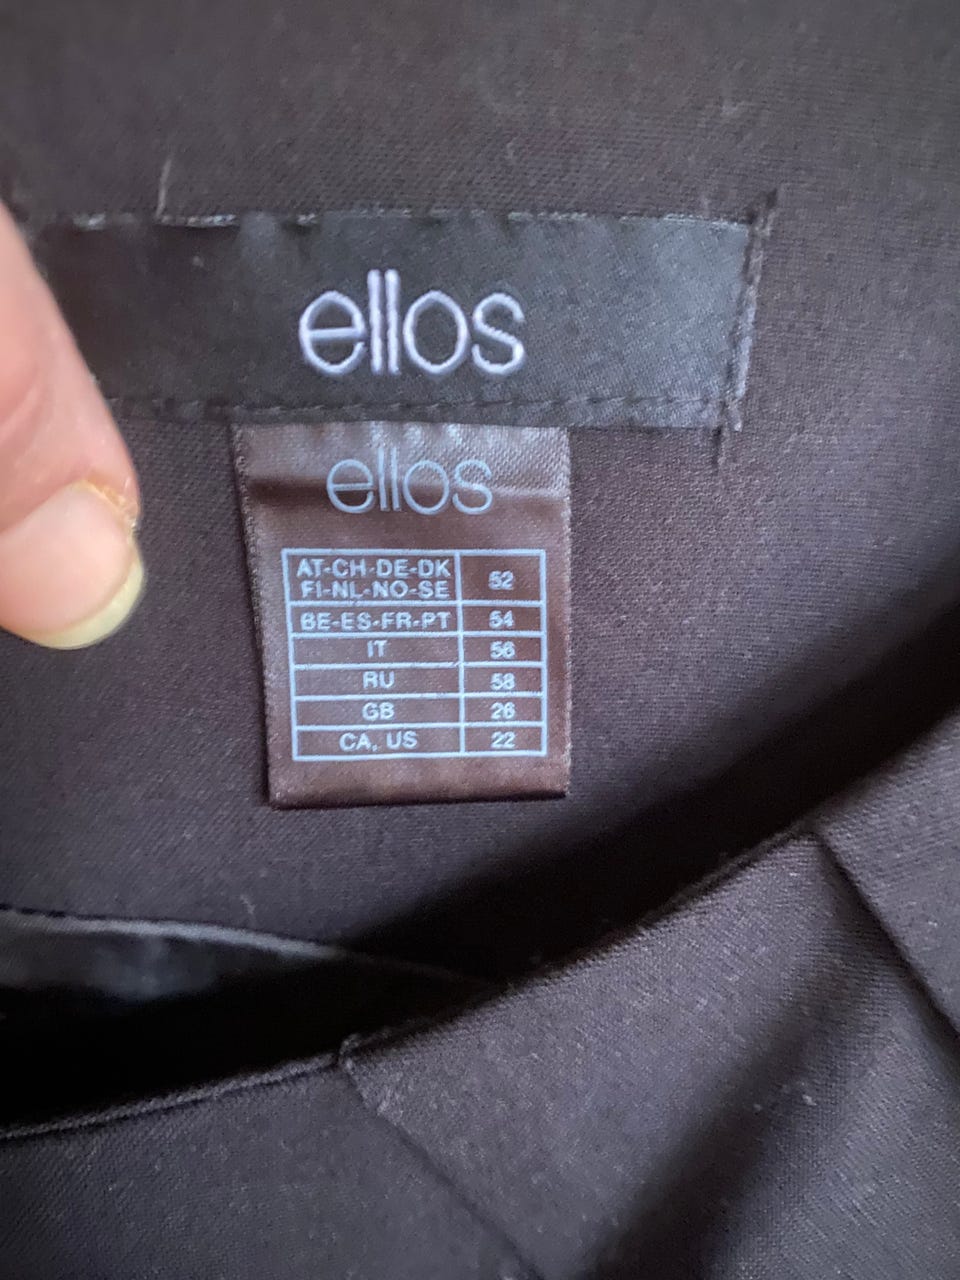 ellos
ellos
AT-CH-DE-DK
FI-NL-NO-SE 52
BE-ES-FR-PT 54
IT 56
RU 58
GB 26
CA, US 22